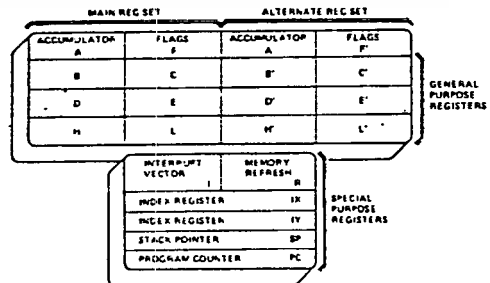 MAIN REG SET ALTERNATE REG SET
ACCUMULATOR FLAGS ACCUMULATOR FLAGS
A F A F'
B C B' C'
D E D' E'
H L H' L'
GENERAL
PURPOSE
REGISTERS
INTERRUPT MEMORY
VECTOR REFRESH
I R
INDEX REGISTER IX
INDEX REGISTER IY
STACK POINTER SP
PROGRAM COUNTER PC
SPECIAL
PURPOSE
REGISTERS